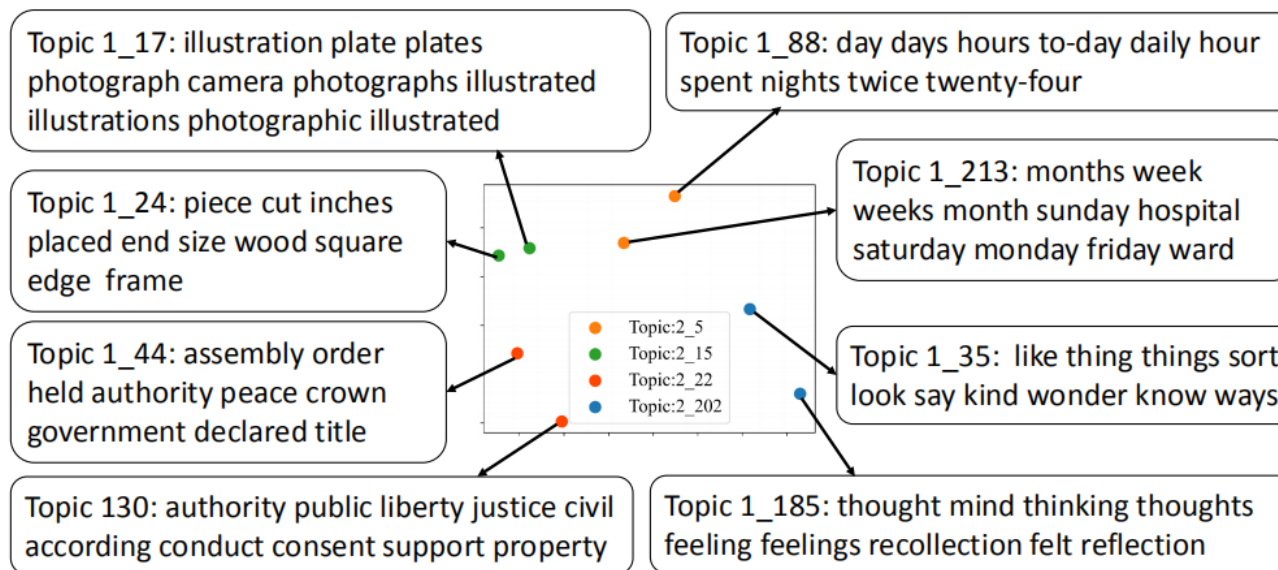 Topic 1_17: illustration plate plates
photograph camera photographs illustrated
illustrations photographic illustrated
Topic 1_88: day days hours to-day daily hour
spent nights twice twenty-four
Topic 1_24: piece cut inches
placed end size wood square
edge frame
Topic 1_213: months week
weeks month sunday hospital
saturday monday friday ward
Topic:2_5
Topic:2_15
Topic:2_22
Topic:2_202
Topic 1_44: assembly order
held authority peace crown
government declared title
Topic 1_35: like thing things sort
look say kind wonder know ways
Topic 130: authority public liberty justice civil
according conduct consent support property
Topic 1_185: thought mind thinking thoughts
feeling feelings recollection felt reflection